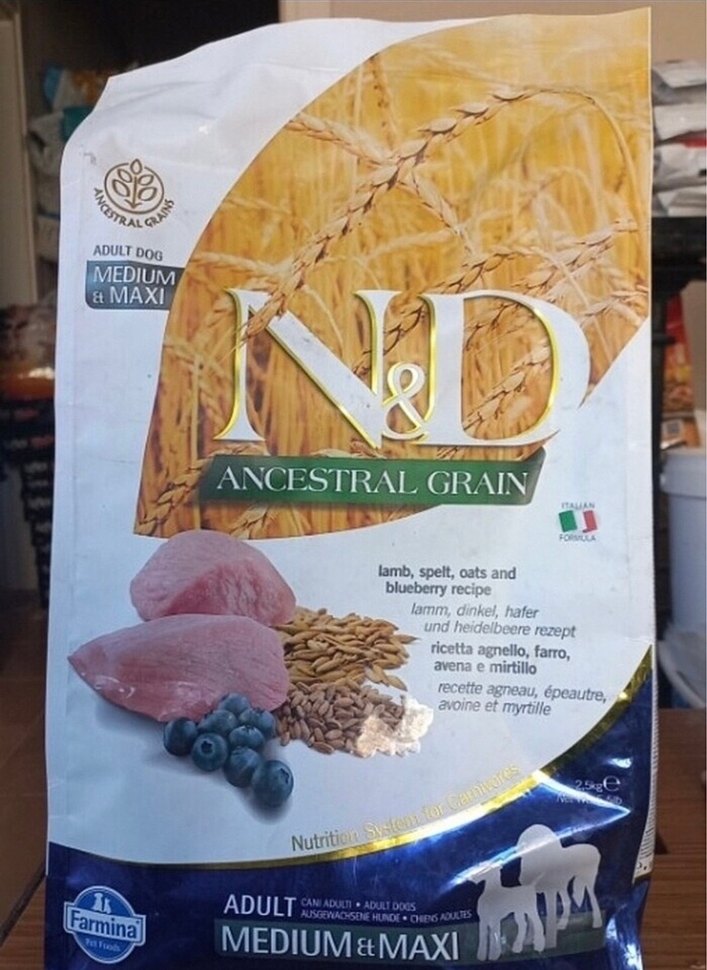 ANCESTRAL GRAINS
ADULT DOG
MEDIUM
& MAXI
N&D
ANCESTRAL GRAIN
ITALIAN
FORMULA
lamb, spelt, oats and
blueberry recipe
lamm, dinkel, hafer
und heidelbeere rezept
ricetta agnello, farro,
avena e mirtillo
recette agneau, épeautre,
avoine et myrtille
2,5kg e
Nutrition System for Carnivores
Farmina
Pet Foods
ADULT CANI ADULTI • ADULT DOGS
AUSGEWACHSENE HUNDE • CHIENS ADULTES
MEDIUM & MAXI